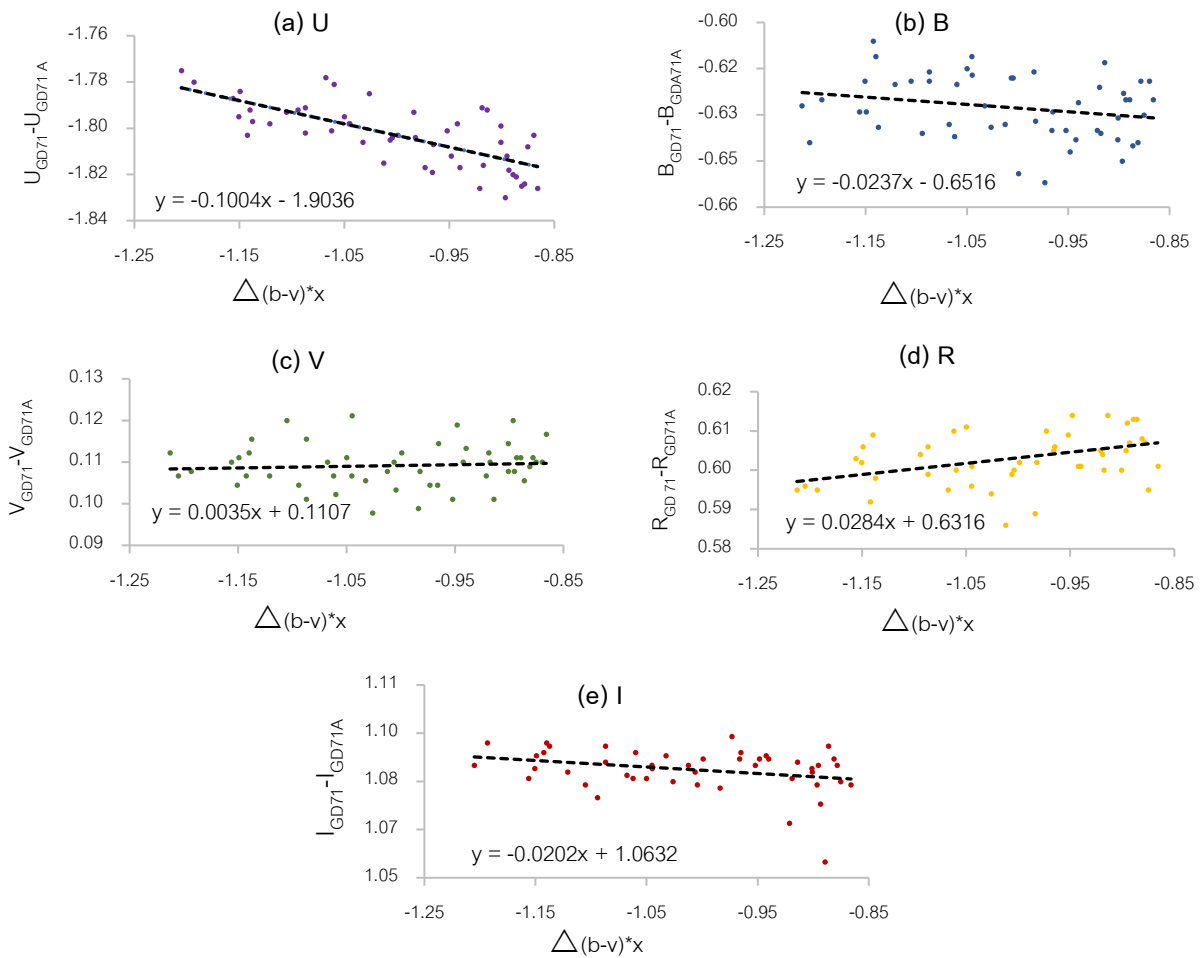 (a) U
U_GD71-U_GD71 A
-1.76
-1.78
-1.80
-1.82
-1.84
y = -0.1004x - 1.9036
-1.25 -1.15 -1.05 -0.95 -0.85
△(b-v)*x
(b) B
B_GD71-B_GDA71A
-0.60
-0.62
-0.63
-0.65
-0.66
y = -0.0237x - 0.6516
-1.25 -1.15 -1.05 -0.95 -0.85
△(b-v)*x
(c) V
V_GD71-V_GD71A
0.13
0.12
0.11
0.10
0.09
y = 0.0035x + 0.1107
-1.25 -1.15 -1.05 -0.95 -0.85
△(b-v)*x
(d) R
R_GD 71-R_GD71A
0.62
0.61
0.60
0.59
0.58
y = 0.0284x + 0.6316
-1.25 -1.15 -1.05 -0.95 -0.85
△(b-v)*x
(e) I
I_GD71-I_GD71A
1.11
1.10
1.08
1.07
1.05
y = -0.0202x + 1.0632
-1.25 -1.15 -1.05 -0.95 -0.85
△(b-v)*x